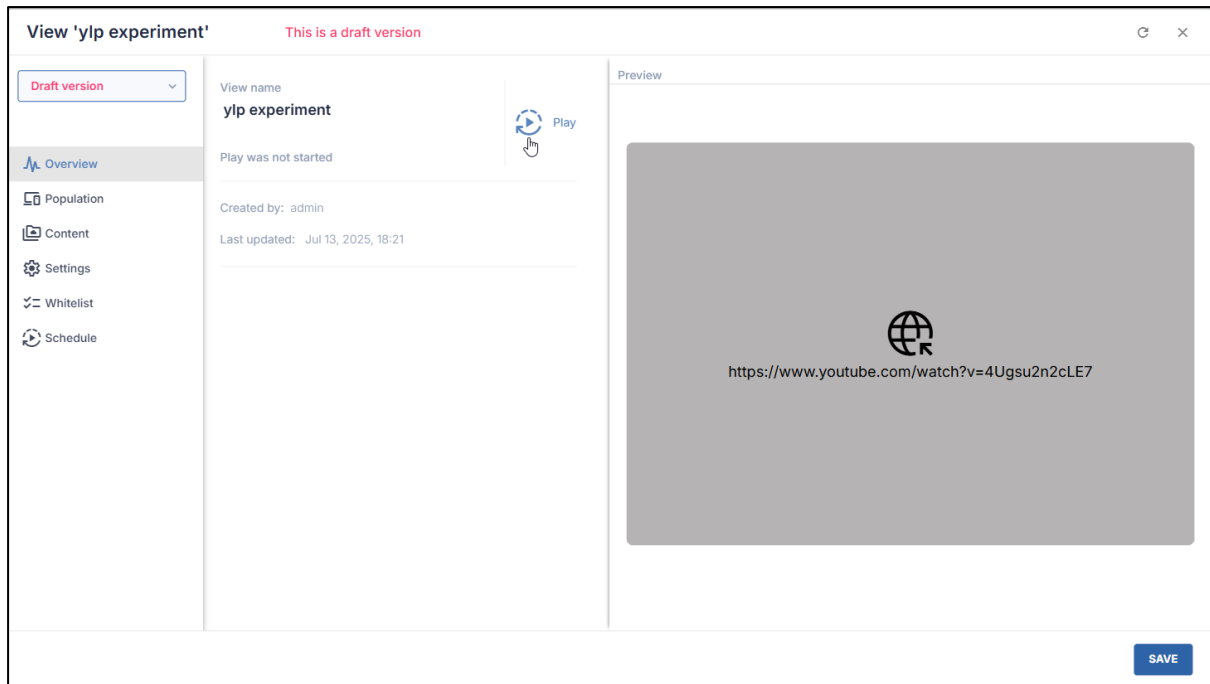 View 'ylp experiment'
This is a draft version
Draft version
Overview
Population
Content
Settings
Whitelist
Schedule
View name
ylp experiment
Play
Play was not started
Created by: admin
Last updated: Jul 13, 2025, 18:21
Preview
https://www.youtube.com/watch?v=4Ugsu2n2cLE7
SAVE